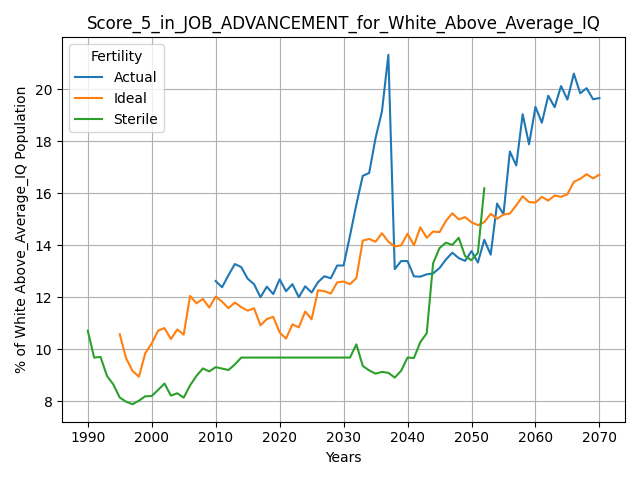 Score_5_in_JOB_ADVANCEMENT_for_White_Above_Average_IQ
Fertility
Actual
Ideal
Sterile
% of White Above_Average_IQ Population
20
18
16
14
12
10
8
1990 2000 2010 2020 2030 2040 2050 2060 2070
Years